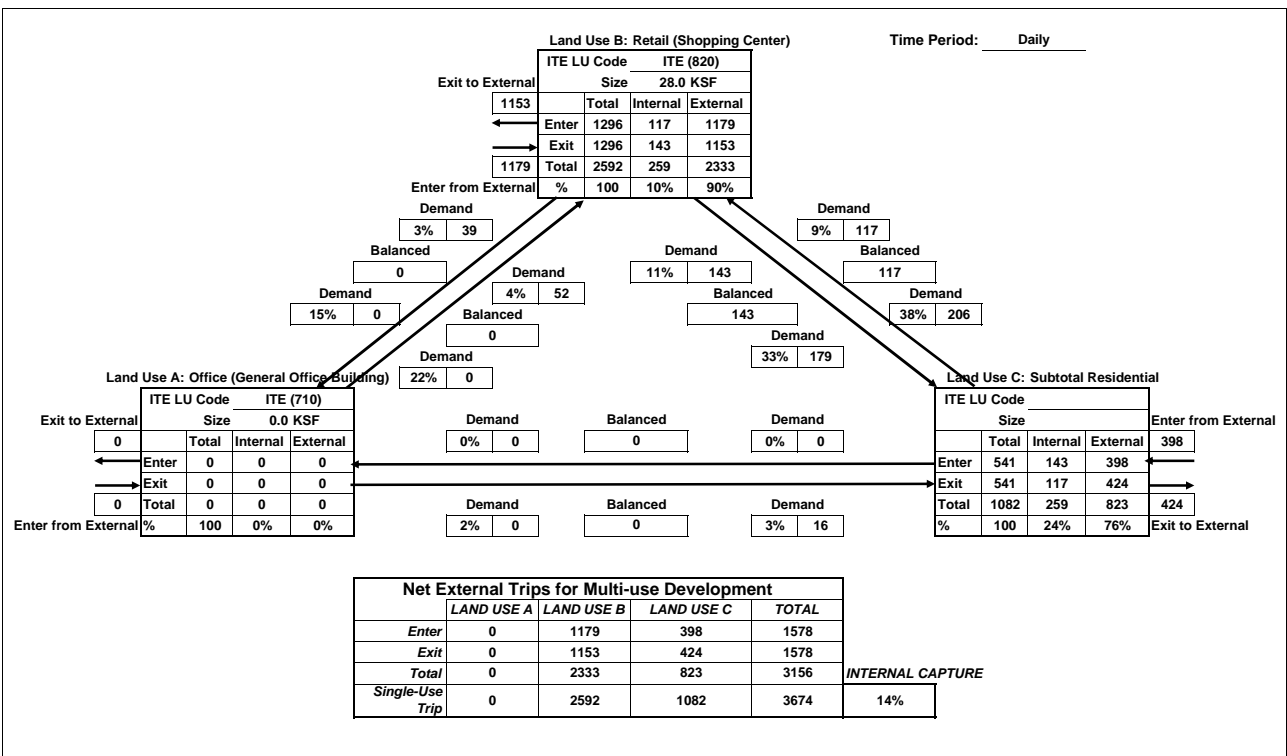 Land Use B: Retail (Shopping Center)
Time Period: Daily
ITE LU Code ITE (820)
Exit to External Size 28.0 KSF
1153 Total Internal External
Enter 1296 117 1179
Exit 1296 143 1153
1179 Total 2592 259 2333
Enter from External % 100 10% 90%
Demand
3% 39
Balanced
0
Demand
15% 0
Demand
4% 52
Balanced
0
Demand
22% 0
Demand
11% 143
Balanced
143
Demand
33% 179
Demand
9% 117
Balanced
117
Demand
38% 206
Land Use A: Office (General Office Building)
ITE LU Code ITE (710)
Exit to External Size 0.0 KSF
0 Total Internal External
Enter 0 0 0
Exit 0 0 0
0 Total 0 0 0
Enter from External % 100 0% 0%
Demand Balanced Demand
0% 0 0 0% 0
Demand Balanced Demand
2% 0 0 3% 16
Land Use C: Subtotal Residential
ITE LU Code
Size Enter from External
Total Internal External 398
Enter 541 143 398
Exit 541 117 424
Total 1082 259 823 424
% 100 24% 76% Exit to External
Net External Trips for Multi-use Development
LAND USE A LAND USE B LAND USE C TOTAL
Enter 0 1179 398 1578
Exit 0 1153 424 1578
Total 0 2333 823 3156 INTERNAL CAPTURE
Single-Use
Trip 0 2592 1082 3674 14%